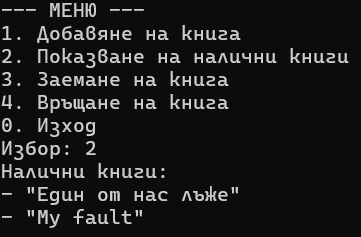 --- МЕНЮ ---
1. Добавяне на книга
2. Показване на налични книги
3. Заемане на книга
4. Връщане на книга
0. Изход
Избор: 2
Налични книги:
- "Един от нас лъже"
- "My fault"